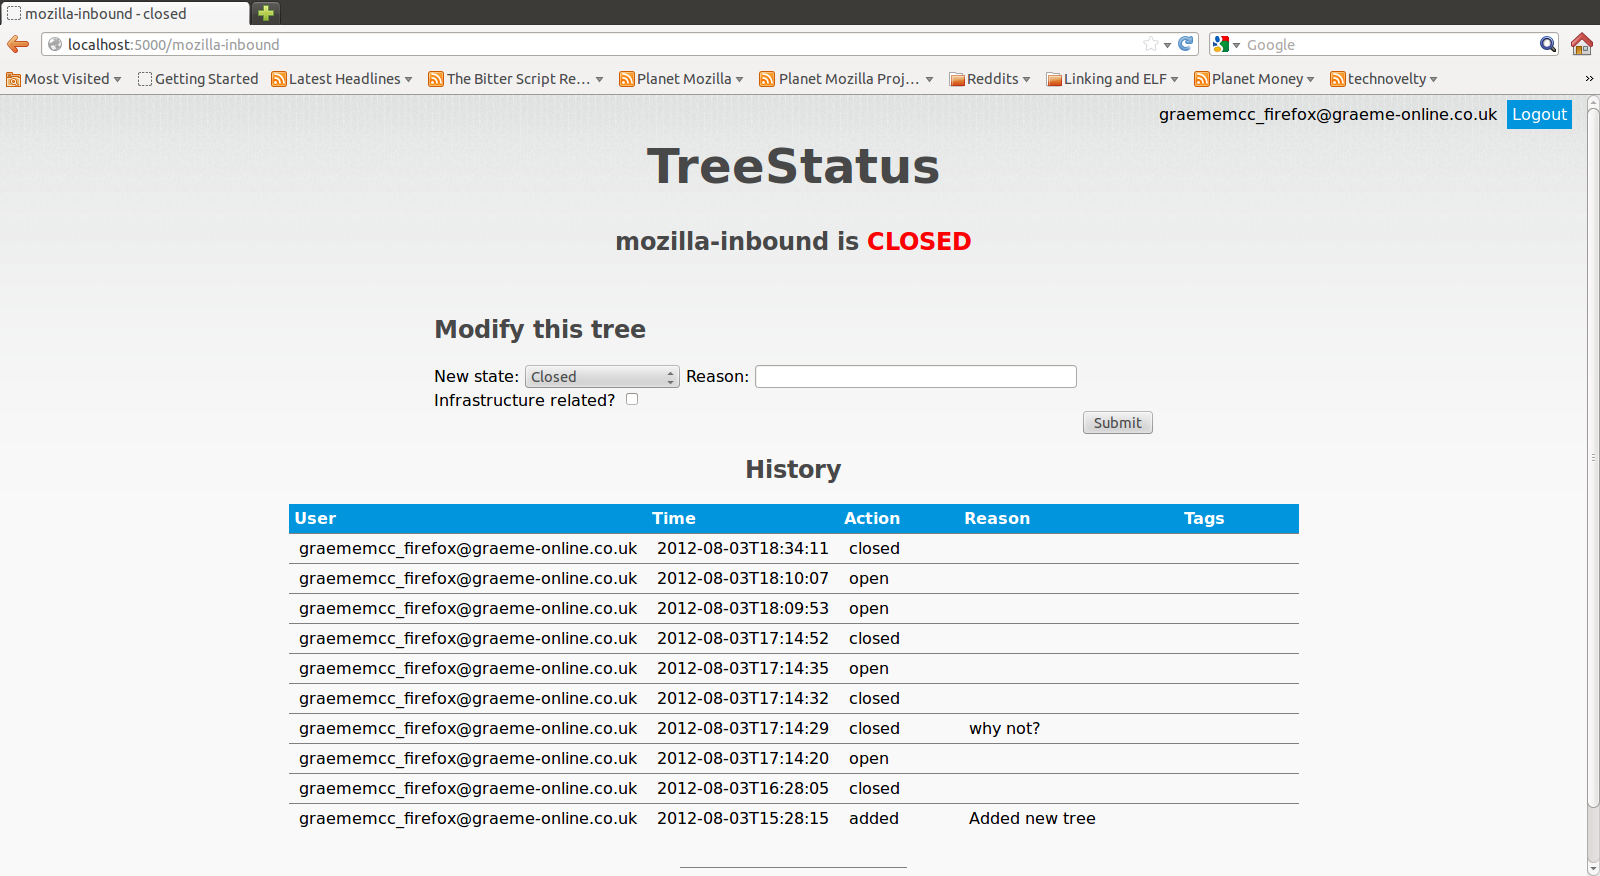 mozilla-inbound - closed
localhost:5000/mozilla-inbound
Google
Most Visited Getting Started Latest Headlines The Bitter Script Re... Planet Mozilla Planet Mozilla Proj... Reddits Linking and ELF Planet Money technovelty »
graememcc_firefox@graeme-online.co.uk Logout
TreeStatus
mozilla-inbound is CLOSED
Modify this tree
New state: Closed Reason:
Infrastructure related?
Submit
History
User Time Action Reason Tags
graememcc_firefox@graeme-online.co.uk 2012-08-03T18:34:11 closed
graememcc_firefox@graeme-online.co.uk 2012-08-03T18:10:07 open
graememcc_firefox@graeme-online.co.uk 2012-08-03T18:09:53 open
graememcc_firefox@graeme-online.co.uk 2012-08-03T17:14:52 closed
graememcc_firefox@graeme-online.co.uk 2012-08-03T17:14:35 open
graememcc_firefox@graeme-online.co.uk 2012-08-03T17:14:32 closed
graememcc_firefox@graeme-online.co.uk 2012-08-03T17:14:29 closed why not?
graememcc_firefox@graeme-online.co.uk 2012-08-03T17:14:20 open
graememcc_firefox@graeme-online.co.uk 2012-08-03T16:28:05 closed
graememcc_firefox@graeme-online.co.uk 2012-08-03T15:28:15 added Added new tree